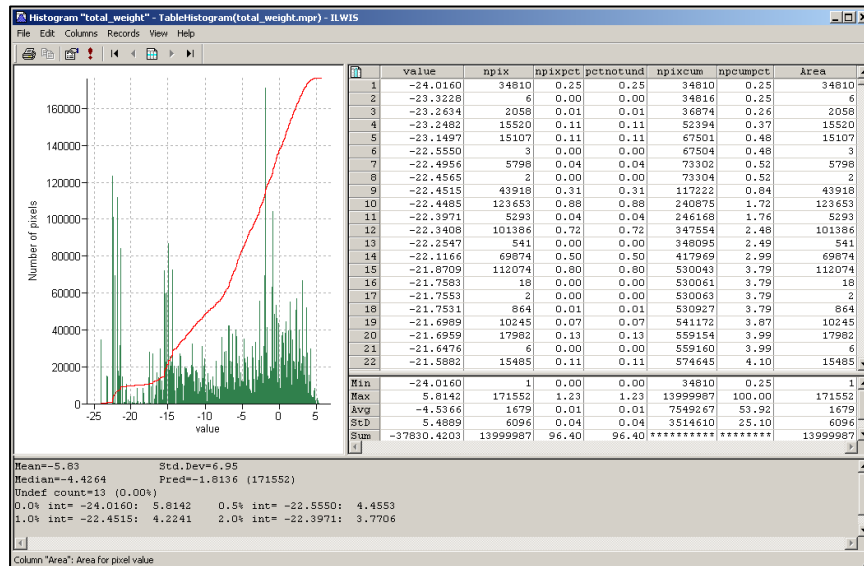 Histogram "total_weight" - TableHistogram(total_weight.mpr) - ILWIS
File Edit Columns Records View Help
160000
140000
120000
100000
80000
60000
40000
20000
0
Number of pixels
-25 -20 -15 -10 -5 0 5
value
value npix npixpct pctnotund npixcum npcumpct Area
1 -24.0160 34810 0.25 0.25 34810 0.25 34810
2 -23.3228 6 0.00 0.00 34816 0.25 6
3 -23.2634 2058 0.01 0.01 36874 0.26 2058
4 -23.2482 15520 0.11 0.11 52394 0.37 15520
5 -23.1497 15107 0.11 0.11 67501 0.48 15107
6 -22.5550 3 0.00 0.00 67504 0.48 3
7 -22.4956 5798 0.04 0.04 73302 0.52 5798
8 -22.4565 2 0.00 0.00 73304 0.52 2
9 -22.4515 43918 0.31 0.31 117222 0.84 43918
10 -22.4485 123653 0.88 0.88 240875 1.72 123653
11 -22.3971 5293 0.04 0.04 246168 1.76 5293
12 -22.3408 101386 0.72 0.72 347554 2.48 101386
13 -22.2547 541 0.00 0.00 348095 2.49 541
14 -22.1166 69874 0.50 0.50 417969 2.99 69874
15 -21.8709 112074 0.80 0.80 530043 3.79 112074
16 -21.7583 18 0.00 0.00 530061 3.79 18
17 -21.7553 2 0.00 0.00 530063 3.79 2
18 -21.7531 864 0.01 0.01 530927 3.79 864
19 -21.6989 10245 0.07 0.07 541172 3.87 10245
20 -21.6959 17982 0.13 0.13 559154 3.99 17982
21 -21.6476 6 0.00 0.00 559160 3.99 6
22 -21.5882 15485 0.11 0.11 574645 4.10 15485
Min -24.0160 1 0.00 0.00 34810 0.25 1
Max 5.8142 171552 1.23 1.23 13999987 100.00 171552
Avg -4.5366 1679 0.01 0.01 7549267 53.92 1679
StD 5.4889 6096 0.04 0.04 3514610 25.10 6096
Sum -37830.4203 13999987 96.40 96.40 ********** ******** 13999987
Mean=-5.83 Std.Dev=6.95
Median=-4.4264 Pred=-1.8136 (171552)
Undef count=13 (0.00%)
0.0% int= -24.0160: 5.8142 0.5% int= -22.5550: 4.4553
1.0% int= -22.4515: 4.2241 2.0% int= -22.3971: 3.7706
Column "Area": Area for pixel value